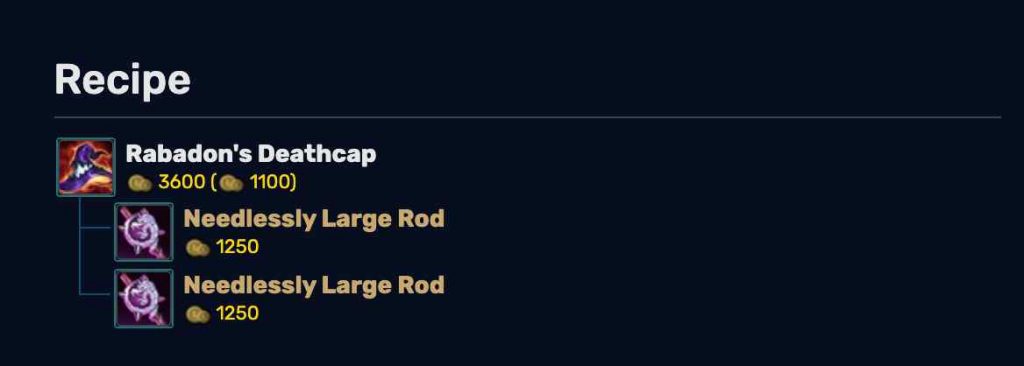 Recipe
Rabadon's Deathcap
3600 ( 1100)
Needlessly Large Rod
1250
Needlessly Large Rod
1250